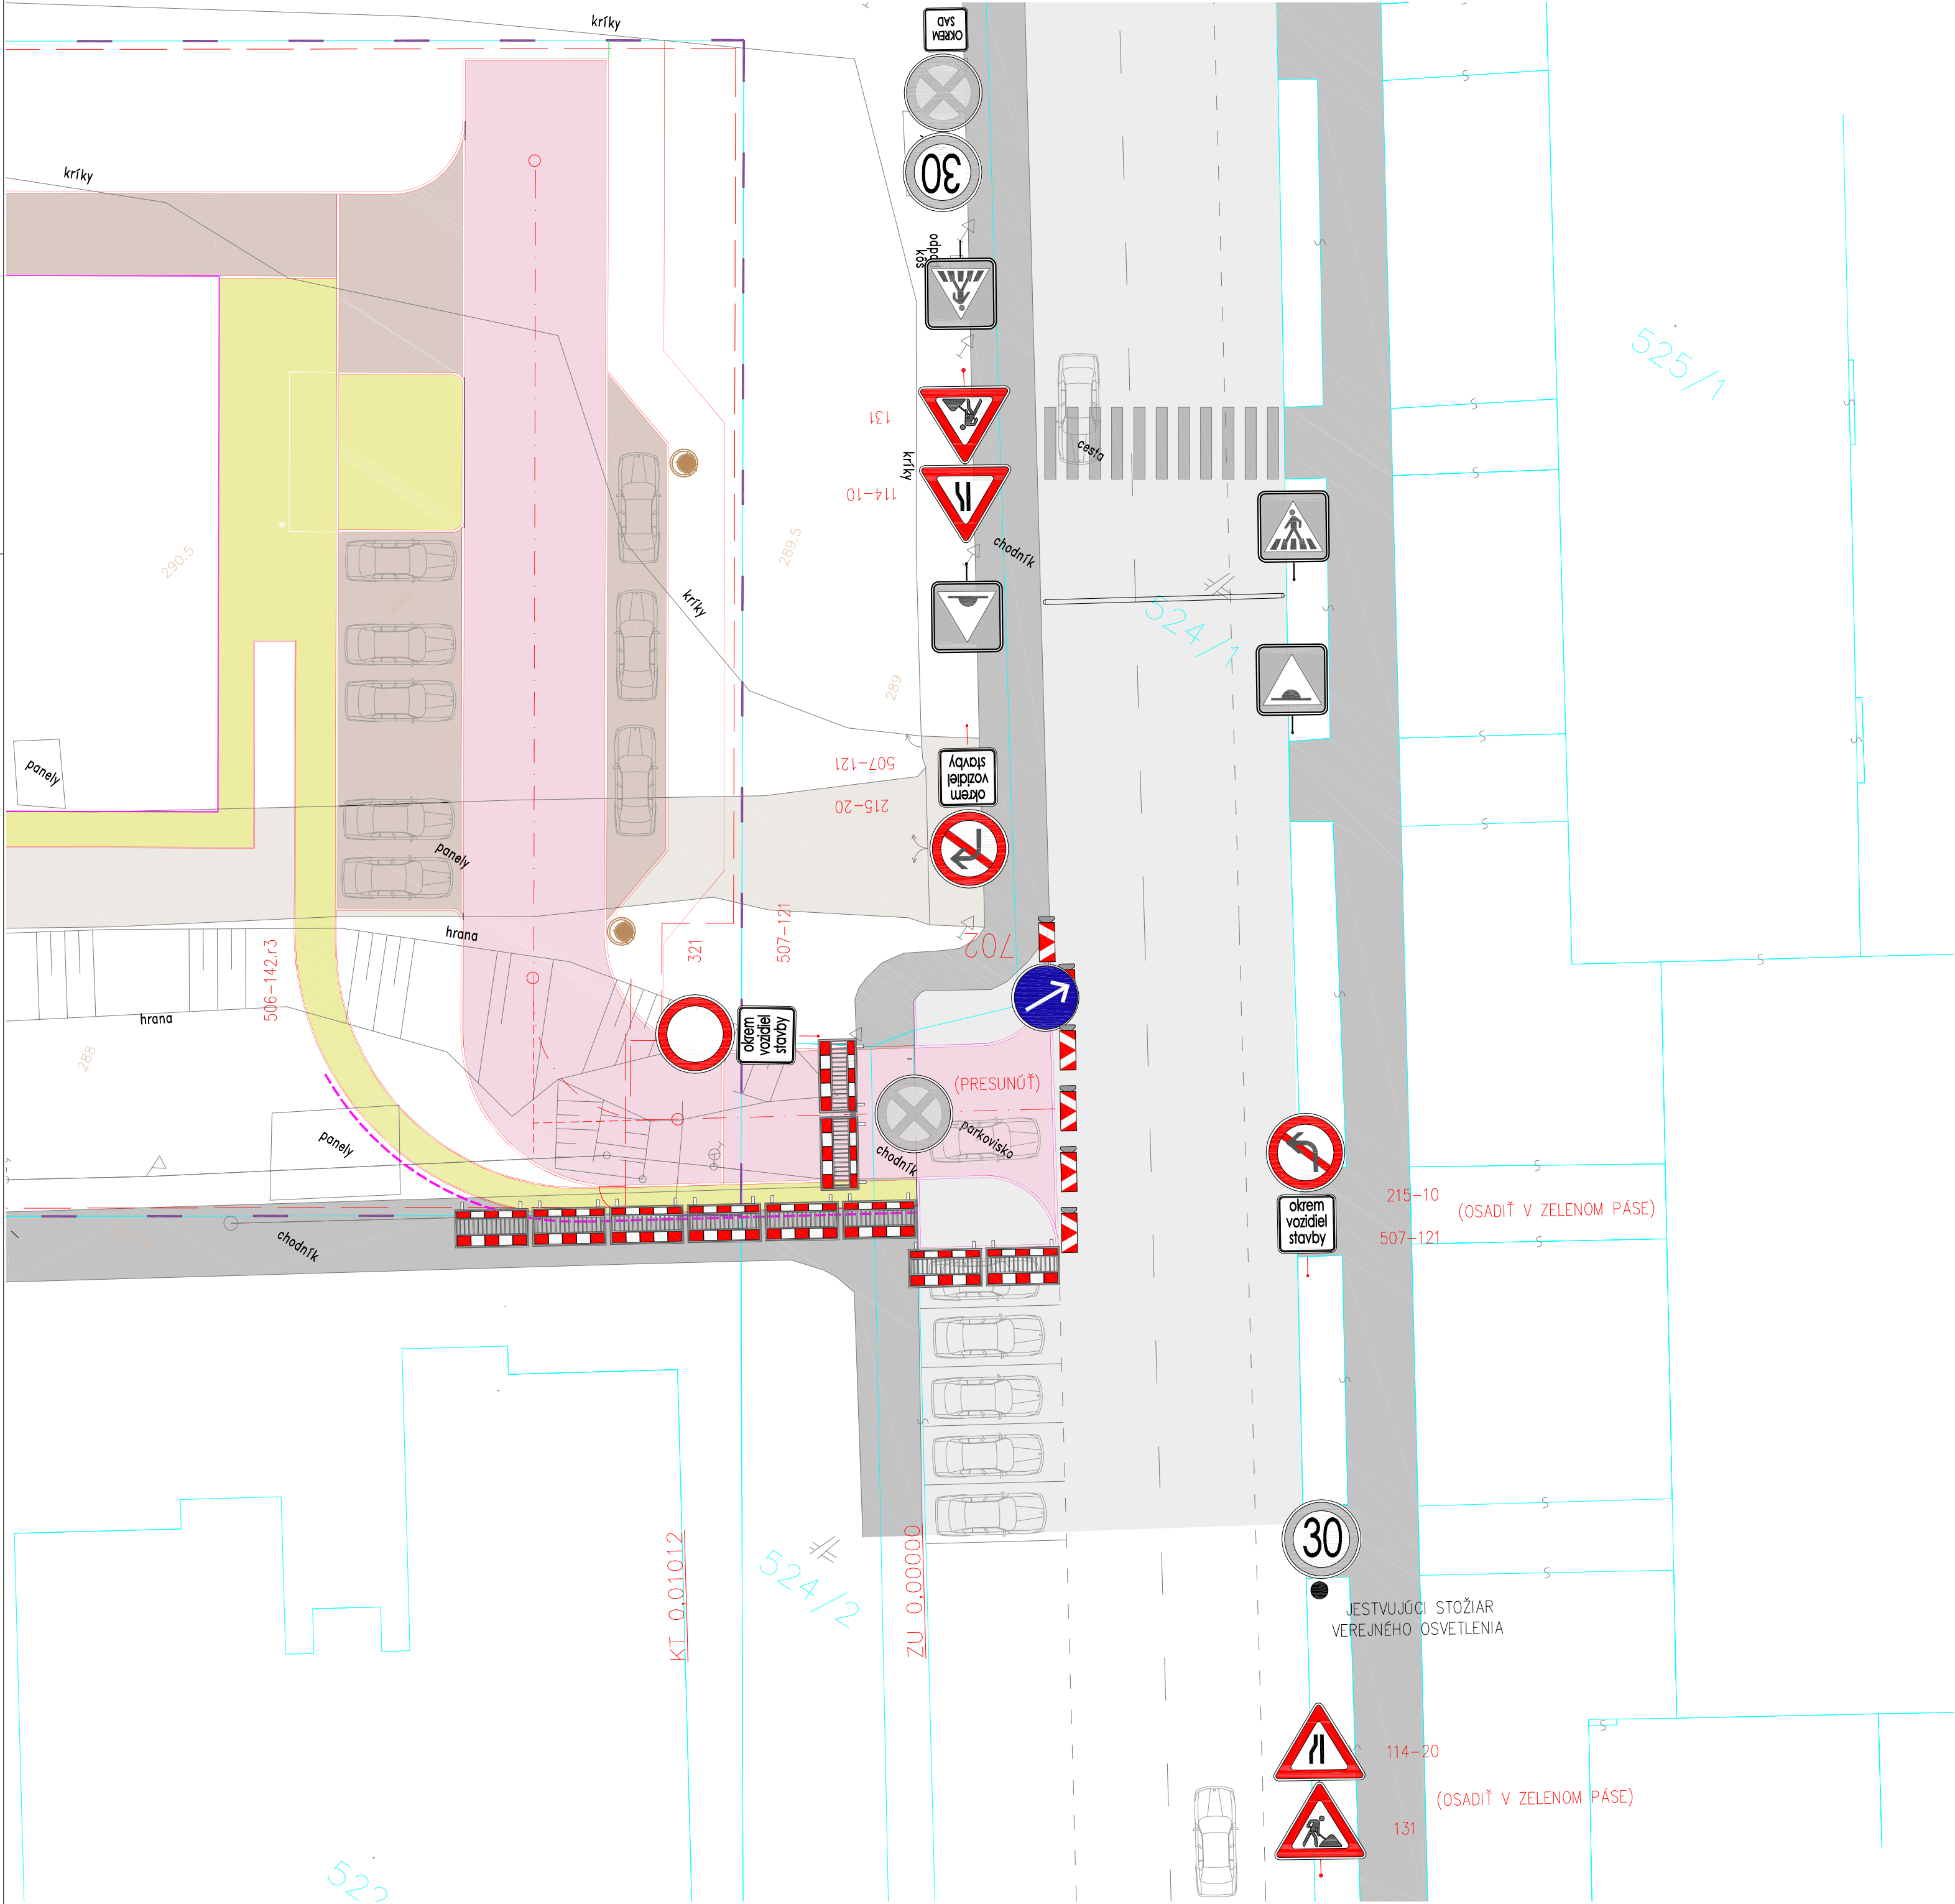 kríky
OKREM
SAD
30
kríky
kôš
131
kríky
114-10
cesta
chodník
525/1
289.5
290.5
290
kríky
524/1
289
507-121
okrem
vozidiel
stavby
215-20
panely
panely
hrana
506-142.r3
321
507-121
702
hrana
288
okrem
vozidiel
stavby
(PRESUNÚŤ)
parkovisko
chodník
panely
chodník
215-10
(OSADIŤ V ZELENOM PÁSE)
okrem
vozidiel
stavby
507-121
KT 0,01012
524/2
ZU 0,00000
30
JESTVUJÚCI STOŽIAR
VEREJNÉHO OSVETLENIA
114-20
(OSADIŤ V ZELENOM PÁSE)
131
522